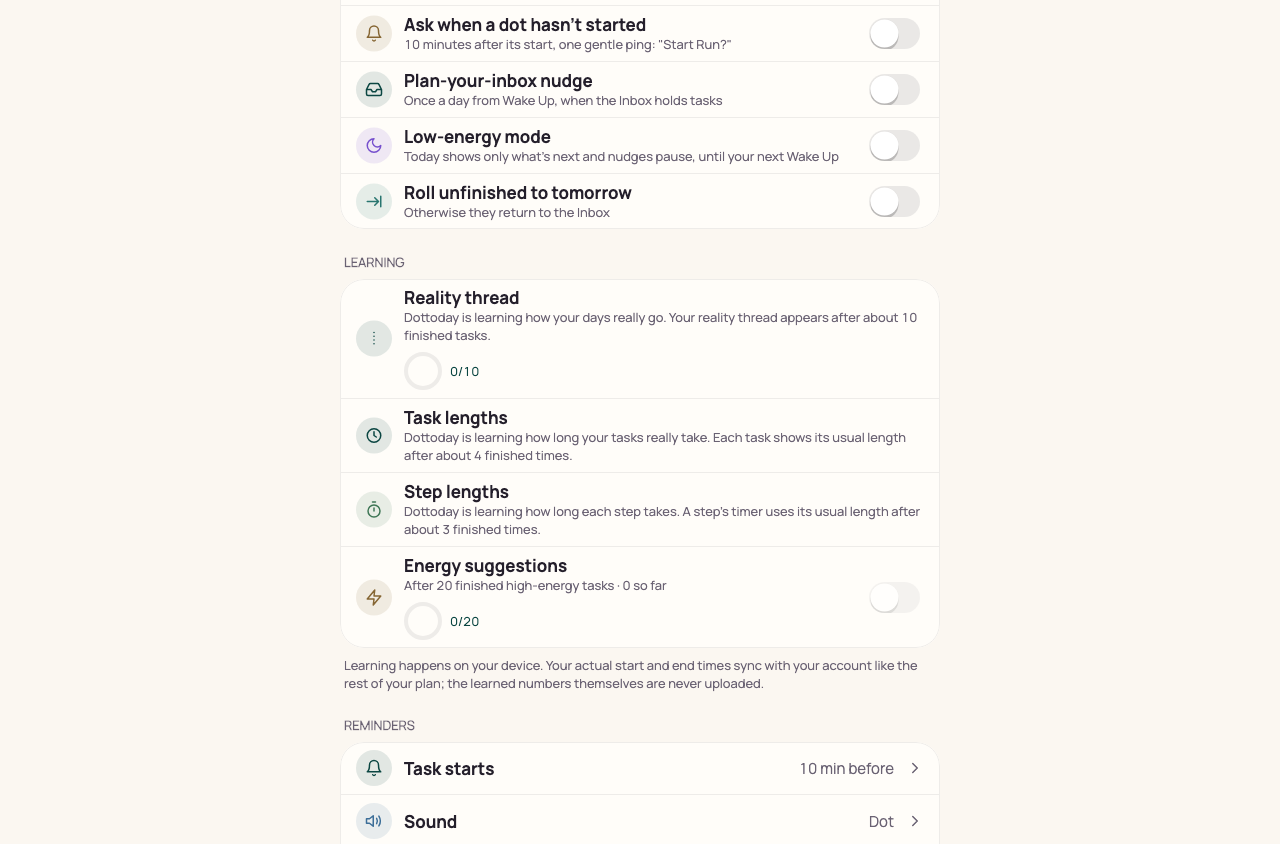 Ask when a dot hasn't started
10 minutes after its start, one gentle ping: "Start Run?"
Plan-your-inbox nudge
Once a day from Wake Up, when the Inbox holds tasks
Low-energy mode
Today shows only what's next and nudges pause, until your next Wake Up
Roll unfinished to tomorrow
Otherwise they return to the Inbox
LEARNING
Reality thread
Dottoday is learning how your days really go. Your reality thread appears after about 10
finished tasks.
0/10
Task lengths
Dottoday is learning how long your tasks really take. Each task shows its usual length
after about 4 finished times.
Step lengths
Dottoday is learning how long each step takes. A step's timer uses its usual length after
about 3 finished times.
Energy suggestions
After 20 finished high-energy tasks · 0 so far
0/20
Learning happens on your device. Your actual start and end times sync with your account like the
rest of your plan; the learned numbers themselves are never uploaded.
REMINDERS
Task starts
10 min before
Sound
Dot